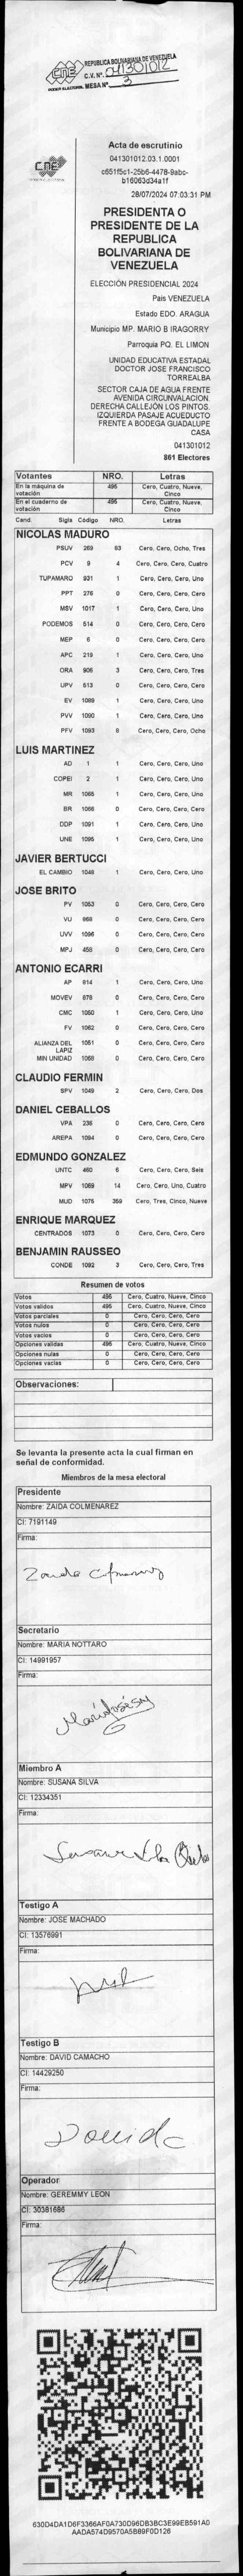 CNE
REPUBLICA BOLIVARIANA DE VENEZUELA
C.V. Nº. 041301012
PODER ELECTORAL MESA Nº 3
Acta de escrutinio
041301012.03.1.0001
c651f5c1-25b6-4478-9abc-
b16063d34a1f
28/07/2024 07:03:31 PM
CNE
PRESIDENTA O
PRESIDENTE DE LA
REPUBLICA
BOLIVARIANA DE
VENEZUELA
ELECCIÓN PRESIDENCIAL 2024
País VENEZUELA
Estado EDO. ARAGUA
Municipio MP. MARIO B IRAGORRY
Parroquia PQ. EL LIMON
UNIDAD EDUCATIVA ESTADAL
DOCTOR JOSE FRANCISCO
TORREALBA
SECTOR CAJA DE AGUA FRENTE
AVENIDA CIRCUNVALACION.
DERECHA CALLEJÓN LOS PINTOS.
IZQUIERDA PASAJE ACUEDUCTO
FRENTE A BODEGA GUADALUPE
CASA
041301012
861 Electores
Votantes NRO. Letras
En la máquina de votación 495 Cero, Cuatro, Nueve, Cinco
En el cuaderno de votación 495 Cero, Cuatro, Nueve, Cinco
Cand. Sigla Código NRO. Letras
NICOLAS MADURO
PSUV 269 83 Cero, Cero, Ocho, Tres
PCV 9 4 Cero, Cero, Cero, Cuatro
TUPAMARO 931 1 Cero, Cero, Cero, Uno
PPT 276 0 Cero, Cero, Cero, Cero
MSV 1017 1 Cero, Cero, Cero, Uno
PODEMOS 514 0 Cero, Cero, Cero, Cero
MEP 6 0 Cero, Cero, Cero, Cero
APC 219 1 Cero, Cero, Cero, Uno
ORA 906 3 Cero, Cero, Cero, Tres
UPV 513 0 Cero, Cero, Cero, Cero
EV 1089 1 Cero, Cero, Cero, Uno
PVV 1090 1 Cero, Cero, Cero, Uno
PFV 1093 8 Cero, Cero, Cero, Ocho
LUIS MARTINEZ
AD 1 1 Cero, Cero, Cero, Uno
COPEI 2 1 Cero, Cero, Cero, Uno
MR 1065 1 Cero, Cero, Cero, Uno
BR 1066 0 Cero, Cero, Cero, Cero
DDP 1091 1 Cero, Cero, Cero, Uno
UNE 1095 1 Cero, Cero, Cero, Uno
JAVIER BERTUCCI
EL CAMBIO 1048 1 Cero, Cero, Cero, Uno
JOSE BRITO
PV 1053 0 Cero, Cero, Cero, Cero
VU 868 0 Cero, Cero, Cero, Cero
UVV 1096 0 Cero, Cero, Cero, Cero
MPJ 458 0 Cero, Cero, Cero, Cero
ANTONIO ECARRI
AP 814 1 Cero, Cero, Cero, Uno
MOVEV 878 0 Cero, Cero, Cero, Cero
CMC 1050 1 Cero, Cero, Cero, Uno
FV 1062 0 Cero, Cero, Cero, Cero
ALIANZA DEL LAPIZ 1051 0 Cero, Cero, Cero, Cero
MIN UNIDAD 1068 0 Cero, Cero, Cero, Cero
CLAUDIO FERMIN
SPV 1049 2 Cero, Cero, Cero, Dos
DANIEL CEBALLOS
VPA 236 0 Cero, Cero, Cero, Cero
AREPA 1094 0 Cero, Cero, Cero, Cero
EDMUNDO GONZALEZ
UNTC 460 6 Cero, Cero, Cero, Seis
MPV 1069 14 Cero, Cero, Uno, Cuatro
MUD 1075 359 Cero, Tres, Cinco, Nueve
ENRIQUE MARQUEZ
CENTRADOS 1073 0 Cero, Cero, Cero, Cero
BENJAMIN RAUSSEO
CONDE 1092 3 Cero, Cero, Cero, Tres
Resumen de votos
Votos 495 Cero, Cuatro, Nueve, Cinco
Votos validos 495 Cero, Cuatro, Nueve, Cinco
Votos parciales 0 Cero, Cero, Cero, Cero
Votos nulos 0 Cero, Cero, Cero, Cero
Votos vacíos 0 Cero, Cero, Cero, Cero
Opciones validas 495 Cero, Cuatro, Nueve, Cinco
Opciones nulas 0 Cero, Cero, Cero, Cero
Opciones vacías 0 Cero, Cero, Cero, Cero
Observaciones:
Se levanta la presente acta la cual firman en
señal de conformidad.
Miembros de la mesa electoral
Presidente
Nombre: ZAIDA COLMENAREZ
CI: 7191149
Firma:
Secretario
Nombre: MARIA NOTTARO
CI: 14991957
Firma:
Miembro A
Nombre: SUSANA SILVA
CI: 12334351
Firma:
Testigo A
Nombre: JOSE MACHADO
CI: 13576991
Firma:
Testigo B
Nombre: DAVID CAMACHO
CI: 14429250
Firma:
Operador
Nombre: GEREMMY LEON
CI: 30381686
Firma:
630D4DA1D6F3366AF0A730D96DB3BC3E99EB591A0
AADA574D9570A5B89F0D126